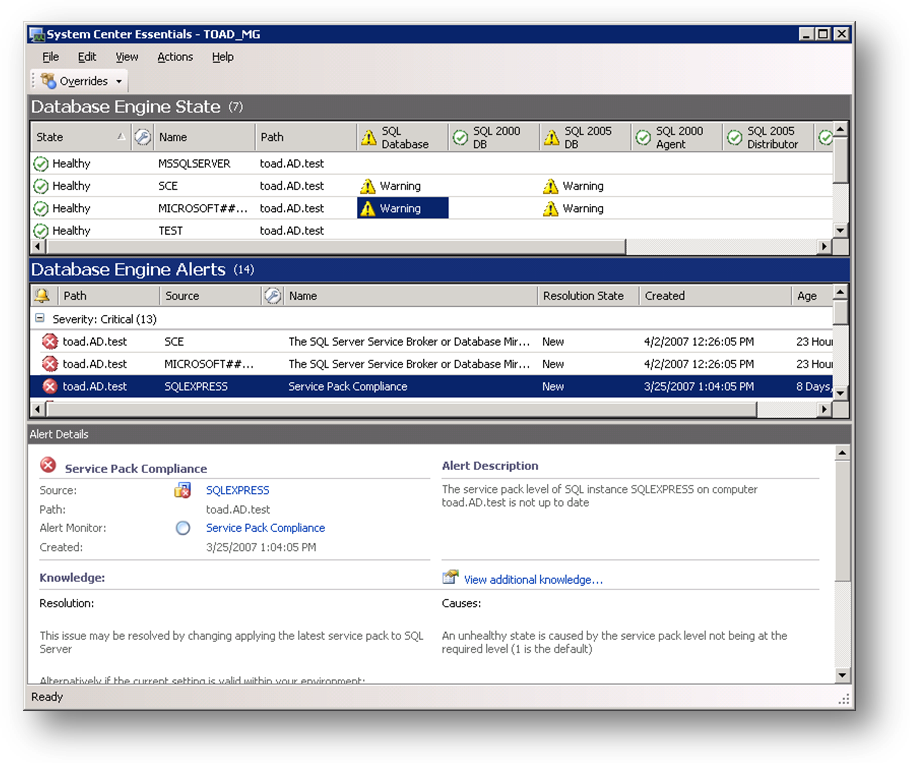 System Center Essentials - TOAD_MG
File Edit View Actions Help
Overrides
Database Engine State (7)
State Name Path SQL Database SQL 2000 DB SQL 2005 DB SQL 2000 Agent SQL 2005 Distributor
Healthy MSSQLSERVER toad.AD.test
Healthy SCE toad.AD.test Warning Warning
Healthy MICROSOFT##... toad.AD.test Warning Warning
Healthy TEST toad.AD.test
Database Engine Alerts (14)
Path Source Name Resolution State Created Age
Severity: Critical (13)
toad.AD.test SCE The SQL Server Service Broker or Database Mir... New 4/2/2007 12:26:05 PM 23 Hour
toad.AD.test MICROSOFT##... The SQL Server Service Broker or Database Mir... New 4/2/2007 12:26:05 PM 23 Hour
toad.AD.test SQLEXPRESS Service Pack Compliance New 3/25/2007 1:04:05 PM 8 Days,
Alert Details
Service Pack Compliance
Source: SQLEXPRESS
Path: toad.AD.test
Alert Monitor: Service Pack Compliance
Created: 3/25/2007 1:04:05 PM
Alert Description
The service pack level of SQL instance SQLEXPRESS on computer
toad.AD.test is not up to date
Knowledge:
View additional knowledge...
Resolution:
This issue may be resolved by changing applying the latest service pack to SQL
Server
Alternatively if the current setting is valid within your environment:
Causes:
An unhealthy state is caused by the service pack level not being at the
required level (1 is the default)
Ready